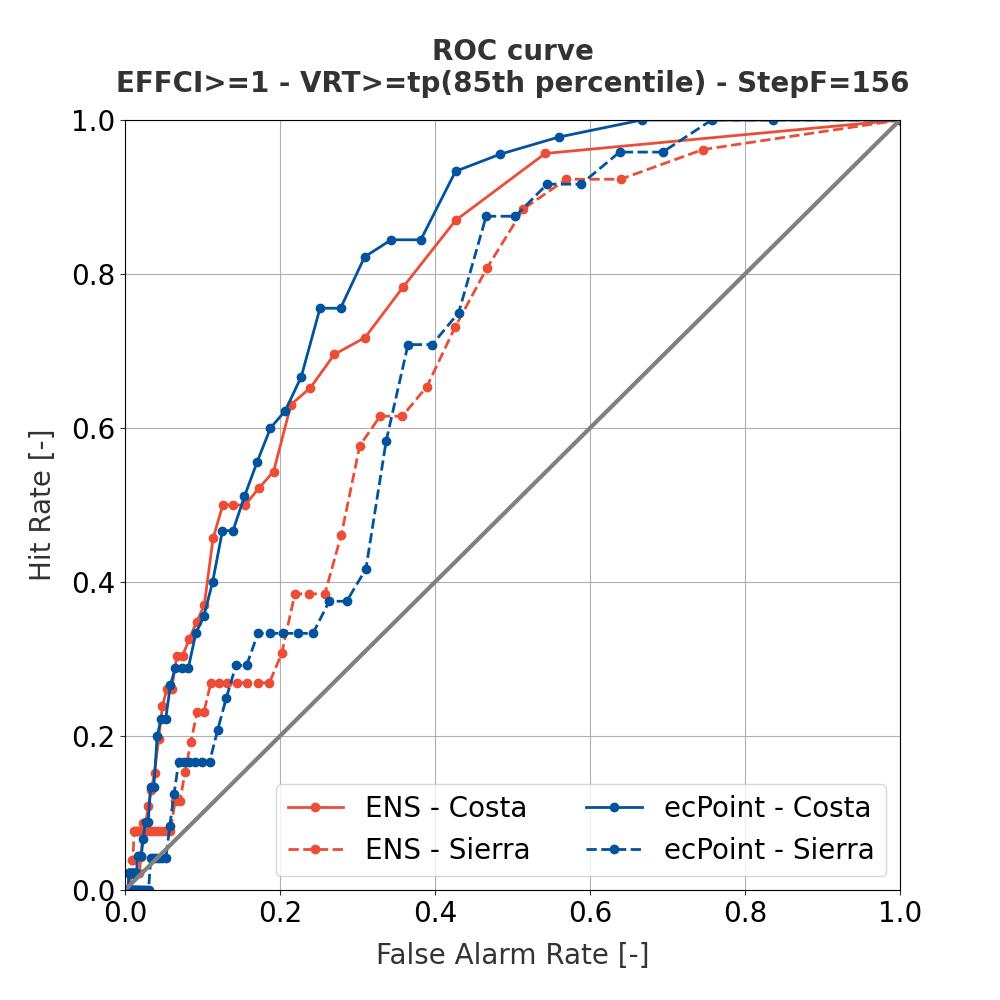 ROC curve
EFFCI>=1 - VRT>=tp(85th percentile) - StepF=156
1.0
0.8
0.6
0.4
0.2
0.0
Hit Rate [-]
ENS - Costa
ENS - Sierra
ecPoint - Costa
ecPoint - Sierra
0.0 0.2 0.4 0.6 0.8 1.0
False Alarm Rate [-]